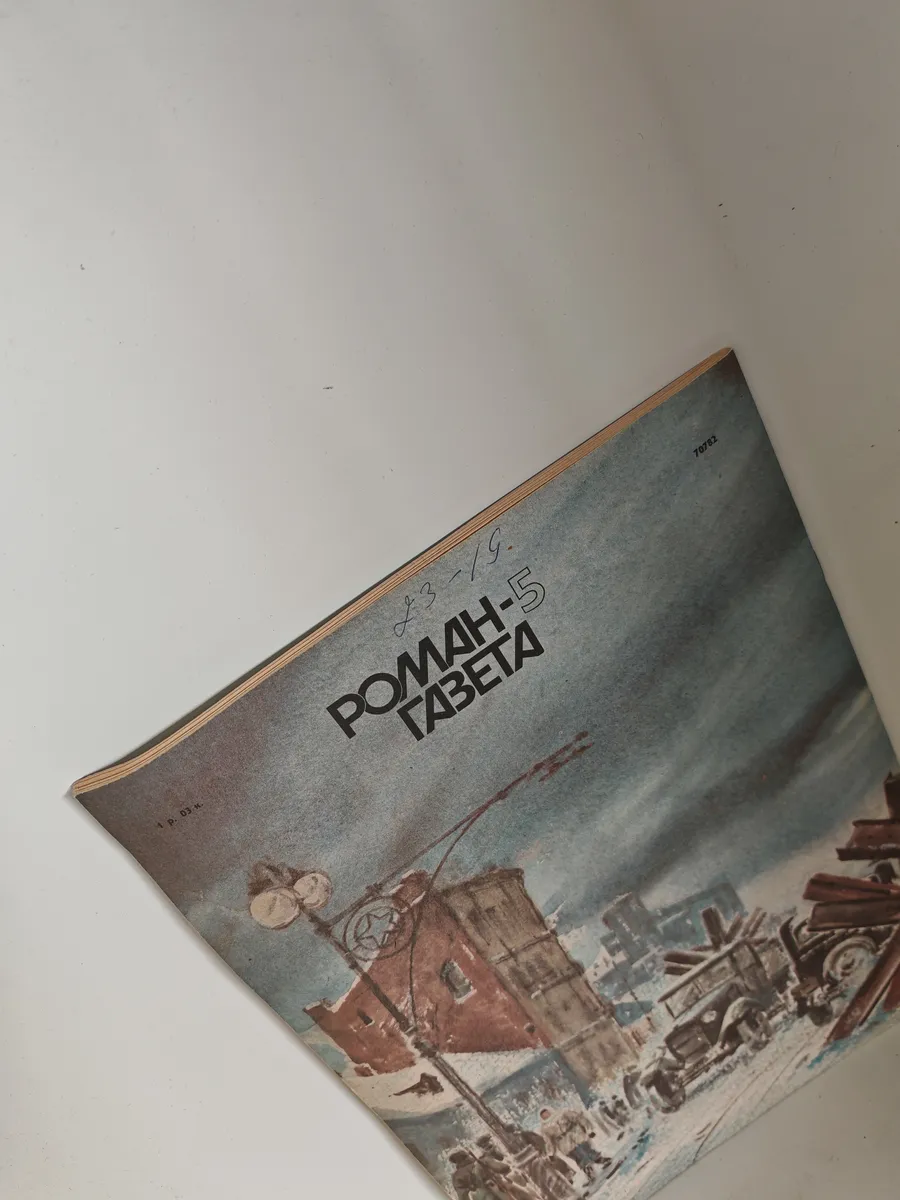 70782
23-19.
РОМАН-5
ГАЗЕТА
1 р. 03 к.